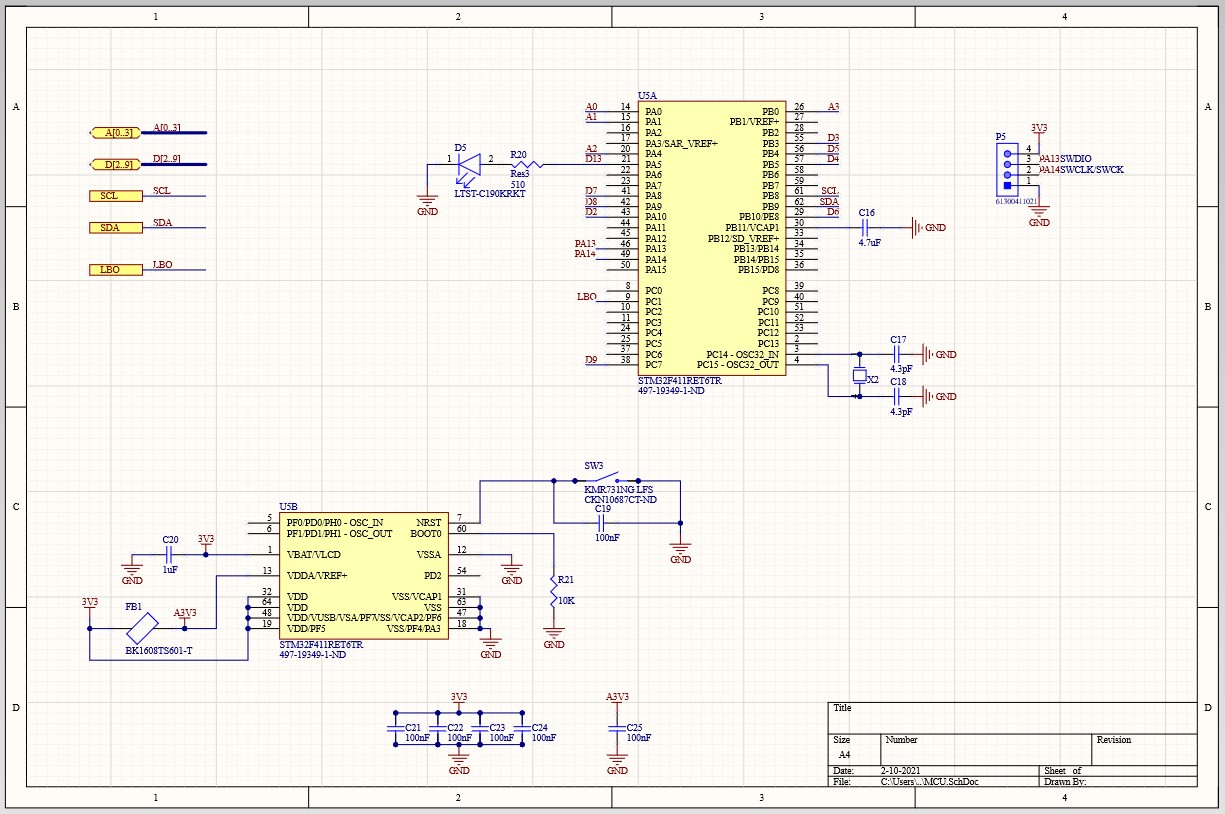 1 2 3 4
A A
B B
C C
D D
A[0..3] A[0..3]
D[2..9] D[2..9]
SCL SCL
SDA SDA
LBO LBO
D5
1 2
LTST-C190KRKT
GND
R20
Res3
510
U5A
A0 14 PA0 PB0 26 A3
A1 15 PA1 PB1/VREF+ 27
16 PA2 PB2 28
17 PA3/SAR_VREF+ PB3 55 D3
A2 20 PA4 PB4 56 D5
D13 21 PA5 PB5 57 D4
22 PA6 PB6 58
23 PA7 PB7 59
D7 41 PA8 PB8 61 SCL
D8 42 PA9 PB9 62 SDA
D2 43 PA10 PB10/PE8 29 D6
44 PA11 PB11/VCAP1 30
45 PA12 PB12/SD_VREF+ 33
PA13 46 PA13 PB13/PB14 34
PA14 49 PA14 PB14/PB15 35
50 PA15 PB15/PD8 36
8 PC0 PC8 39
LBO 9 PC1 PC9 40
10 PC2 PC10 51
11 PC3 PC11 52
24 PC4 PC12 53
25 PC5 PC13 2
37 PC6 PC14 - OSC32_IN 3
D9 38 PC7 PC15 - OSC32_OUT 4
STM32F411RET6TR
497-19349-1-ND
C16
4.7uF
GND
C17
4.3pF
GND
X2
C18
4.3pF
GND
P5
3V3
4
3 PA13SWDIO
2 PA14SWCLK/SWCK
1
61300411021
GND
U5B
5 PF0/PD0/PH0 - OSC_IN NRST 7
6 PF1/PD1/PH1 - OSC_OUT BOOT0 60
1 VBAT/VLCD VSSA 12
13 VDDA/VREF+ PD2 54
32 VDD VSS/VCAP1 31
64 VDD VSS 63
48 VDD/VUSB/VSA/PF7VSS/VCAP2/PF6 47
19 VDD/PF5 VSS/PF4/PA3 18
STM32F411RET6TR
497-19349-1-ND
C20
1uF
3V3
GND
3V3
FB1
A3V3
BK1608TS601-T
GND
GND
SW3
KMR731NG LFS
CKN10687CT-ND
C19
100nF
GND
R21
10K
GND
3V3
C21 C22 C23 C24
100nF 100nF 100nF 100nF
GND
A3V3
C25
100nF
GND
Title
Size Number Revision
A4
Date: 2-10-2021 Sheet of
File: C:\Users\..\MCU.SchDoc Drawn By:
1 2 3 4